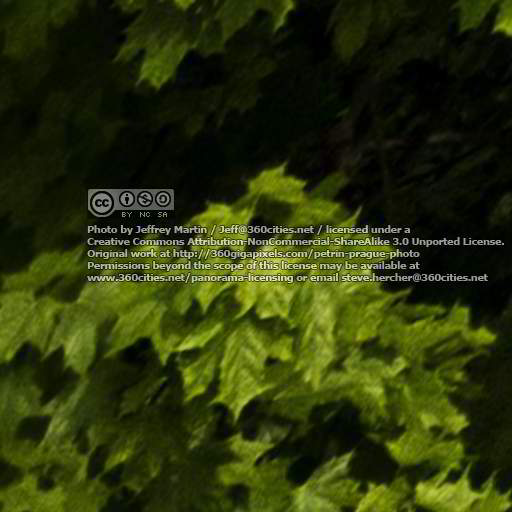 cc BY NC SA
Photo by Jeffrey Martin / Jeff@360cities.net / licensed under a
Creative Commons Attribution-NonCommercial-ShareAlike 3.0 Unported License.
Original work at http://360gigapixels.com/petrin-prague-photo
Permissions beyond the scope of this license may be available at
www.360cities.net/panorama-licensing or email steve.hercher@360cities.net